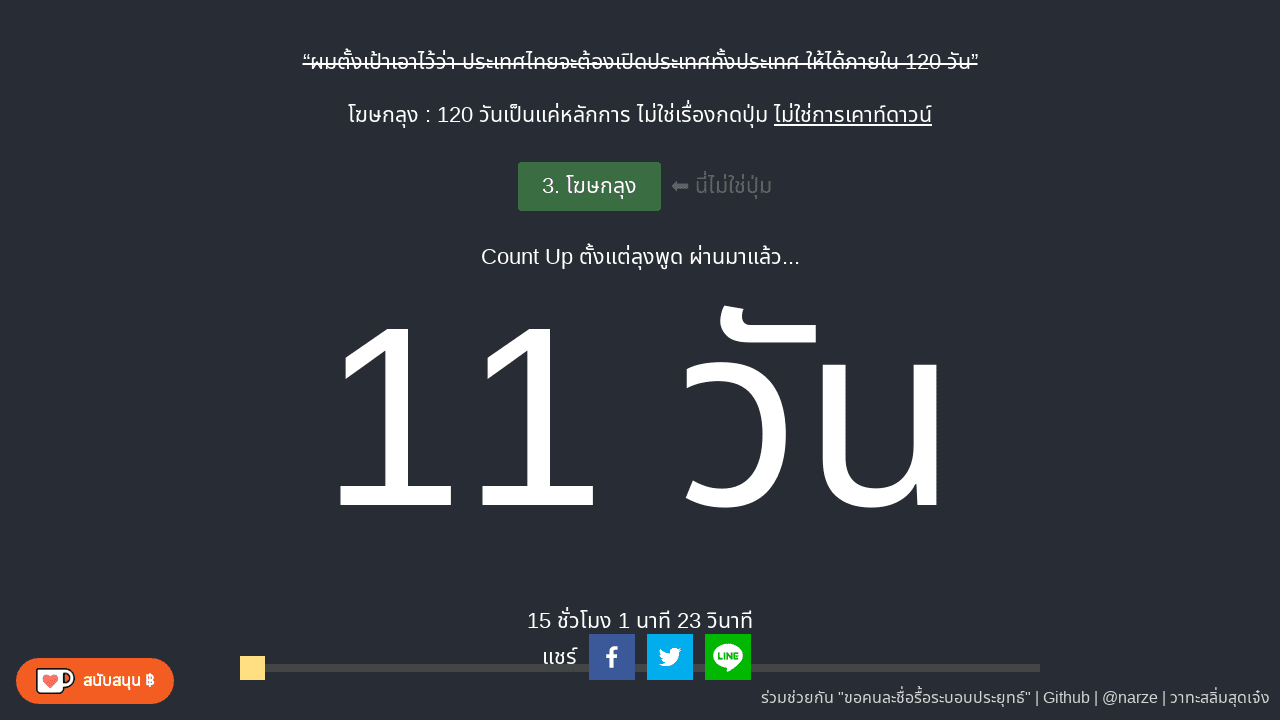 “ผมตั้งเป้าเอาไว้ว่า ประเทศไทยจะต้องเปิดประเทศทั้งประเทศ ให้ได้ภายใน 120 วัน”
โฆษกลุง : 120 วันเป็นแค่หลักการ ไม่ใช่เรื่องกดปุ่ม ไม่ใช่การเคาท์ดาวน์
3. โฆษกลุง ⬅ นี่ไม่ใช่ปุ่ม
Count Up ตั้งแต่ลุงพูด ผ่านมาแล้ว...
11 วัน
15 ชั่วโมง 1 นาที 23 วินาที
แชร์
LINE
สนับสนุน ฿
ร่วมช่วยกัน "ขอคนละชื่อรื้อระบอบประยุทธ์" | Github | @narze | วาทะสลิ่มสุดเจ๋ง